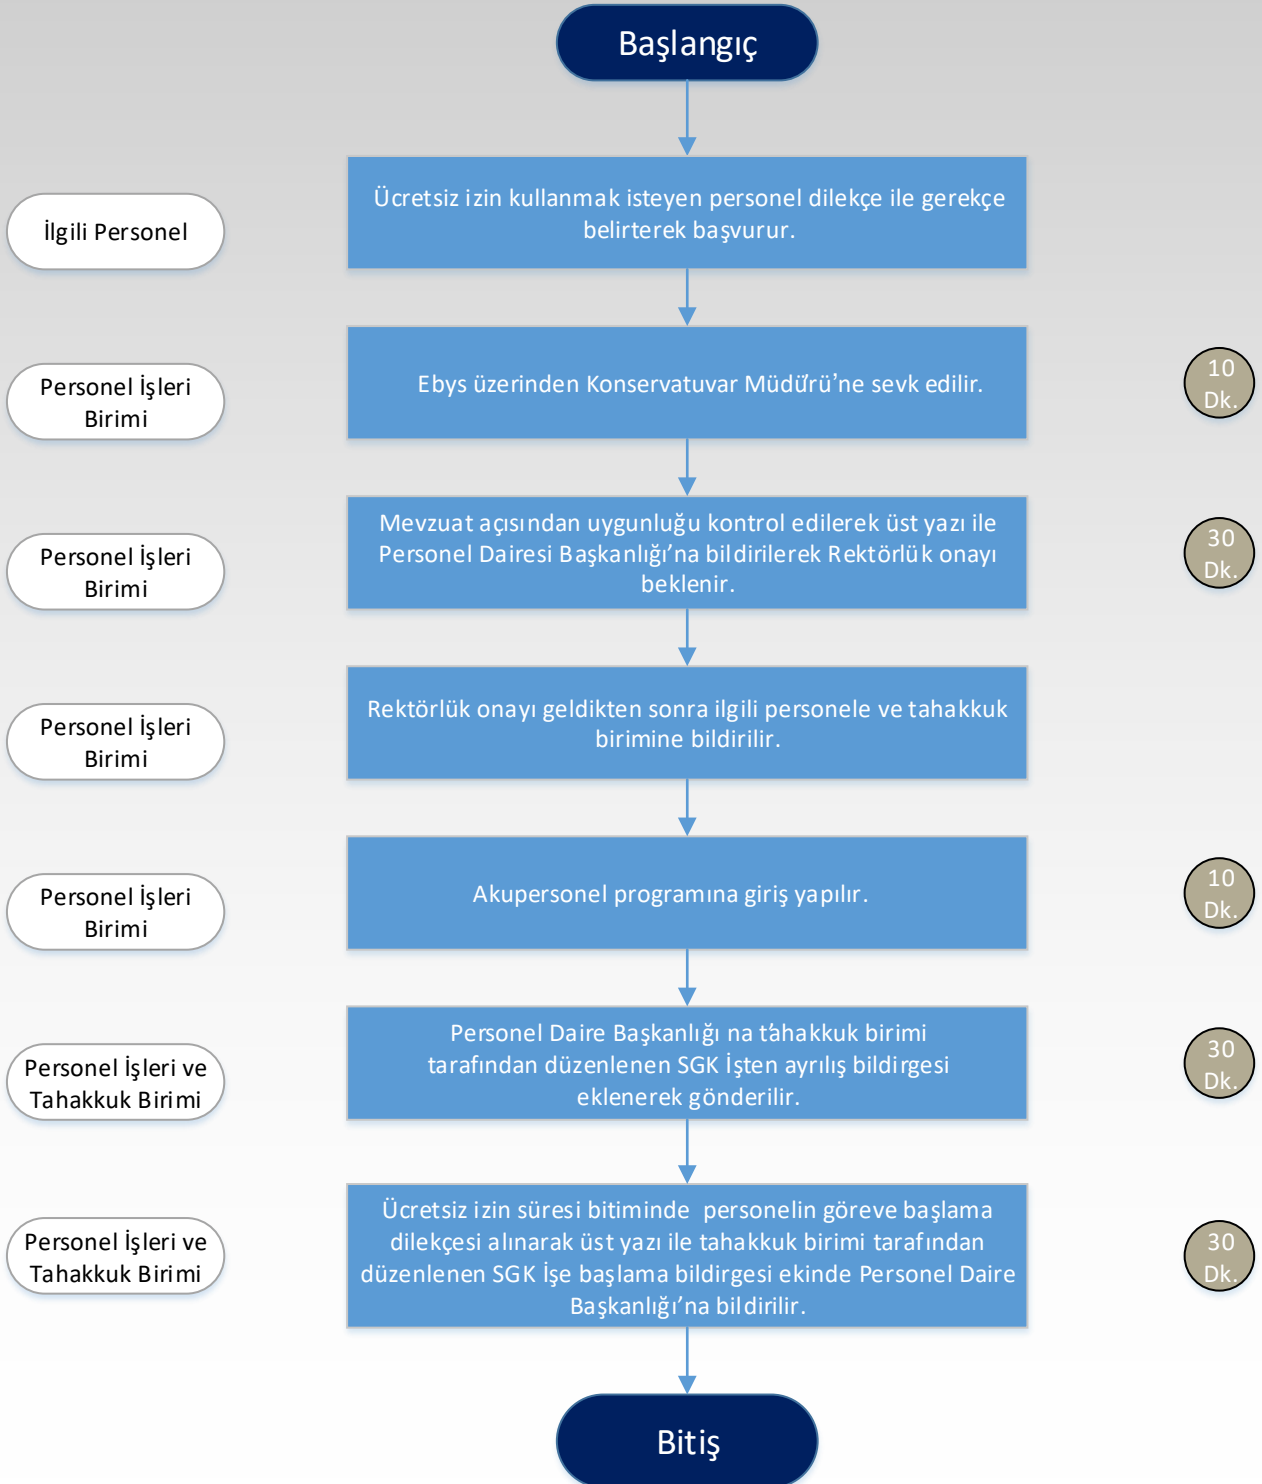 Başlangıç
İlgili Personel
Ücretsiz izin kullanmak isteyen personel dilekçe ile gerekçe
belirterek başvurur.
Personel İşleri
Birimi
Ebys üzerinden Konservatuvar Müdürü’ne sevk edilir.
10
Dk.
Personel İşleri
Birimi
Mevzuat açısından uygunluğu kontrol edilerek üst yazı ile
Personel Dairesi Başkanlığı’na bildirilerek Rektörlük onayı
beklenir.
30
Dk.
Personel İşleri
Birimi
Rektörlük onayı geldikten sonra ilgili personele ve tahakkuk
birimine bildirilir.
Personel İşleri
Birimi
Akupersonel programına giriş yapılır.
10
Dk.
Personel İşleri ve
Tahakkuk Birimi
Personel Daire Başkanlığı na t’ahakkuk birimi
tarafından düzenlenen SGK İşten ayrılış bildirgesi
eklenerek gönderilir.
30
Dk.
Personel İşleri ve
Tahakkuk Birimi
Ücretsiz izin süresi bitiminde personelin göreve başlama
dilekçesi alınarak üst yazı ile tahakkuk birimi tarafından
düzenlenen SGK İşe başlama bildirgesi ekinde Personel Daire
Başkanlığı’na bildirilir.
30
Dk.
Bitiş